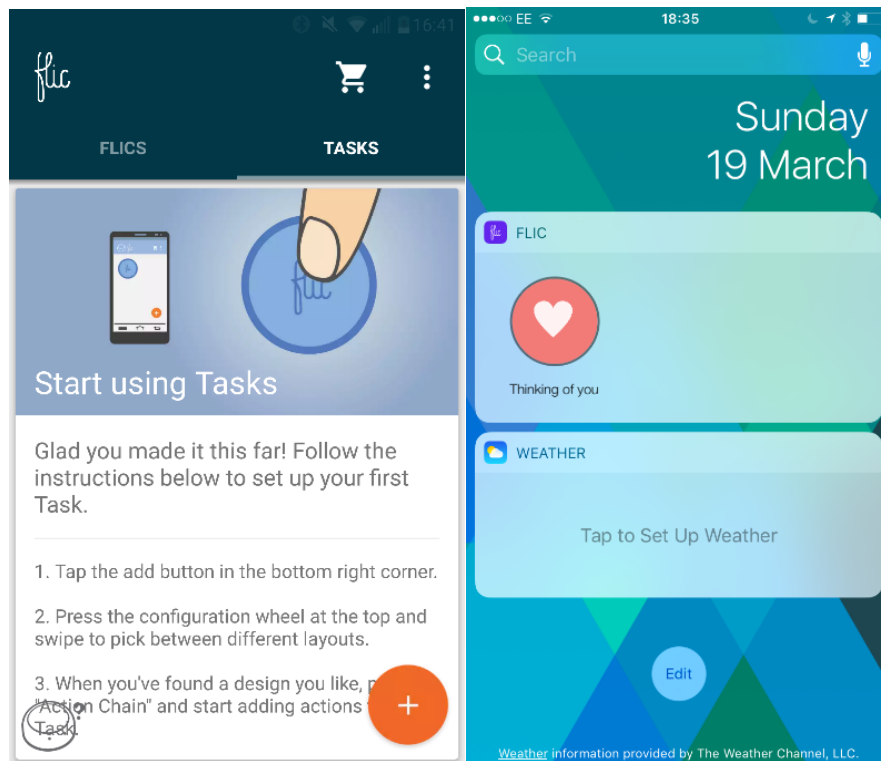 16:41
flic
FLICS
TASKS
flic
Start using Tasks
Glad you made it this far! Follow the
instructions below to set up your first
Task.
1. Tap the add button in the bottom right corner.
2. Press the configuration wheel at the top and
swipe to pick between different layouts.
3. When you've found a design you like,
"Action Chain" and start adding actions
Task.
?
+
EE
18:35
Search
Sunday
19 March
flic
FLIC
Thinking of you
WEATHER
Tap to Set Up Weather
Edit
Weather information provided by The Weather Channel, LLC.